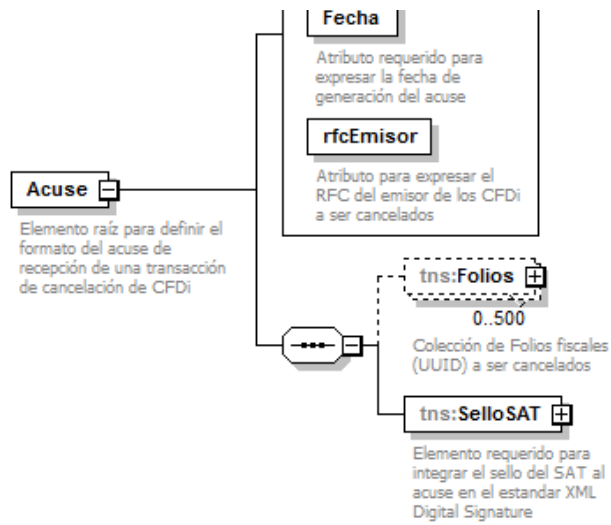 Fecha
Atributo requerido para
expresar la fecha de
generación del acuse
rfcEmisor
Atributo para expresar el
RFC del emisor de los CFDi
a ser cancelados
Acuse
Elemento raíz para definir el
formato del acuse de
recepción de una transacción
de cancelación de CFDi
tns:Folios
0..500
Colección de Folios fiscales
(UUID) a ser cancelados
tns:SelloSAT
Elemento requerido para
integrar el sello del SAT al
acuse en el estandar XML
Digital Signature